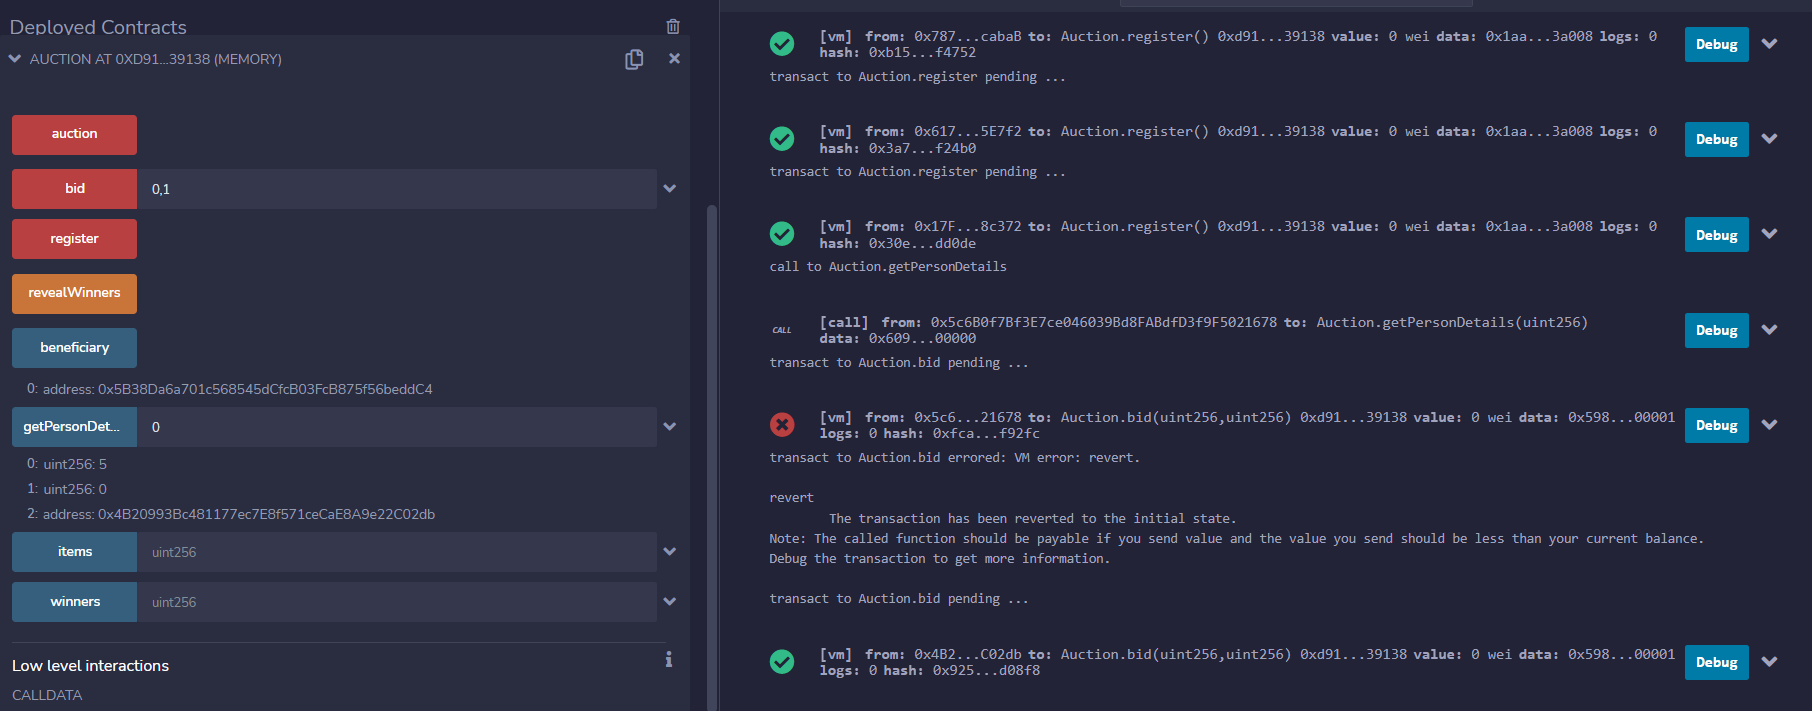 Deployed Contracts
AUCTION AT 0XD91...39138 (MEMORY)
auction
bid
0,1
register
revealWinners
beneficiary
0: address: 0x5B38Da6a701c568545dCfcB03FcB875f56beddC4
getPersonDet...
0
0: uint256: 5
1: uint256: 0
2: address: 0x4B20993Bc481177ec7E8f571ceCaE8A9e22C02db
items
uint256
winners
uint256
Low level interactions
i
CALLDATA
[vm] from: 0x787...cabaB to: Auction.register() 0xd91...39138 value: 0 wei data: 0x1aa...3a008 logs: 0
hash: 0xb15...f4752
Debug
transact to Auction.register pending ...
[vm] from: 0x617...5E7f2 to: Auction.register() 0xd91...39138 value: 0 wei data: 0x1aa...3a008 logs: 0
hash: 0x3a7...f24b0
Debug
transact to Auction.register pending ...
[vm] from: 0x17F...8c372 to: Auction.register() 0xd91...39138 value: 0 wei data: 0x1aa...3a008 logs: 0
hash: 0x30e...dd0de
Debug
call to Auction.getPersonDetails
CALL
[call] from: 0x5c6B0f7Bf3E7ce046039Bd8FABdfD3f9F5021678 to: Auction.getPersonDetails(uint256)
data: 0x609...00000
Debug
transact to Auction.bid pending ...
[vm] from: 0x5c6...21678 to: Auction.bid(uint256,uint256) 0xd91...39138 value: 0 wei data: 0x598...00001
logs: 0 hash: 0xfca...f92fc
Debug
transact to Auction.bid errored: VM error: revert.
revert
The transaction has been reverted to the initial state.
Note: The called function should be payable if you send value and the value you send should be less than your current balance.
Debug the transaction to get more information.
transact to Auction.bid pending ...
[vm] from: 0x4B2...C02db to: Auction.bid(uint256,uint256) 0xd91...39138 value: 0 wei data: 0x598...00001
logs: 0 hash: 0x925...d08f8
Debug